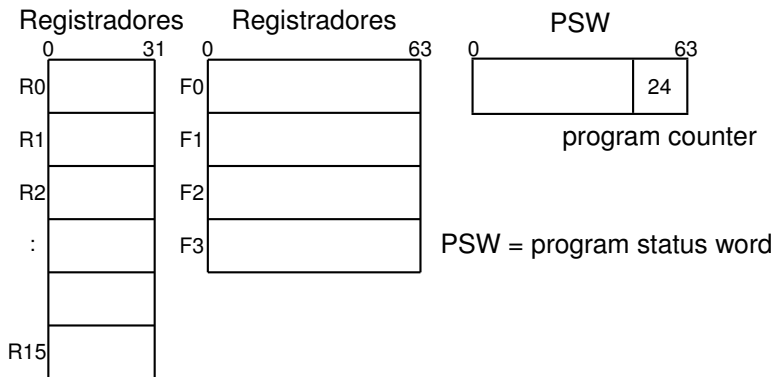 Registradores
Registradores
PSW
0 31
0 63
0 63
R0
F0
24
R1
F1
program counter
R2
F2
:
F3
PSW = program status word
R15